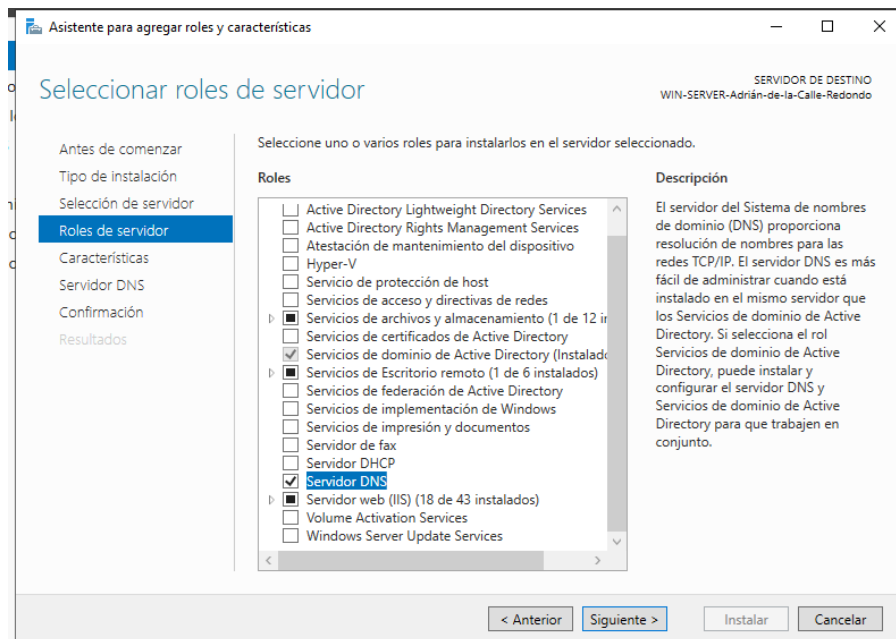 Asistente para agregar roles y características
Seleccionar roles de servidor
SERVIDOR DE DESTINO
WIN-SERVER-Adrián-de-la-Calle-Redondo
Antes de comenzar
Tipo de instalación
Selección de servidor
Roles de servidor
Características
Servidor DNS
Confirmación
Resultados
Seleccione uno o varios roles para instalarlos en el servidor seleccionado.
Roles
Active Directory Lightweight Directory Services
Active Directory Rights Management Services
Atestación de mantenimiento del dispositivo
Hyper-V
Servicio de protección de host
Servicios de acceso y directivas de redes
Servicios de archivos y almacenamiento (1 de 12 ir
Servicios de certificados de Active Directory
Servicios de dominio de Active Directory (Instalado
Servicios de Escritorio remoto (1 de 6 instalados)
Servicios de federación de Active Directory
Servicios de implementación de Windows
Servicios de impresión y documentos
Servidor de fax
Servidor DHCP
Servidor DNS
Servidor web (IIS) (18 de 43 instalados)
Volume Activation Services
Windows Server Update Services
Descripción
El servidor del Sistema de nombres
de dominio (DNS) proporciona
resolución de nombres para las
redes TCP/IP. El servidor DNS es más
fácil de administrar cuando está
instalado en el mismo servidor que
los Servicios de dominio de Active
Directory. Si selecciona el rol
Servicios de dominio de Active
Directory, puede instalar y
configurar el servidor DNS y
Servicios de dominio de Active
Directory para que trabajen en
conjunto.
< Anterior
Siguiente >
Instalar
Cancelar